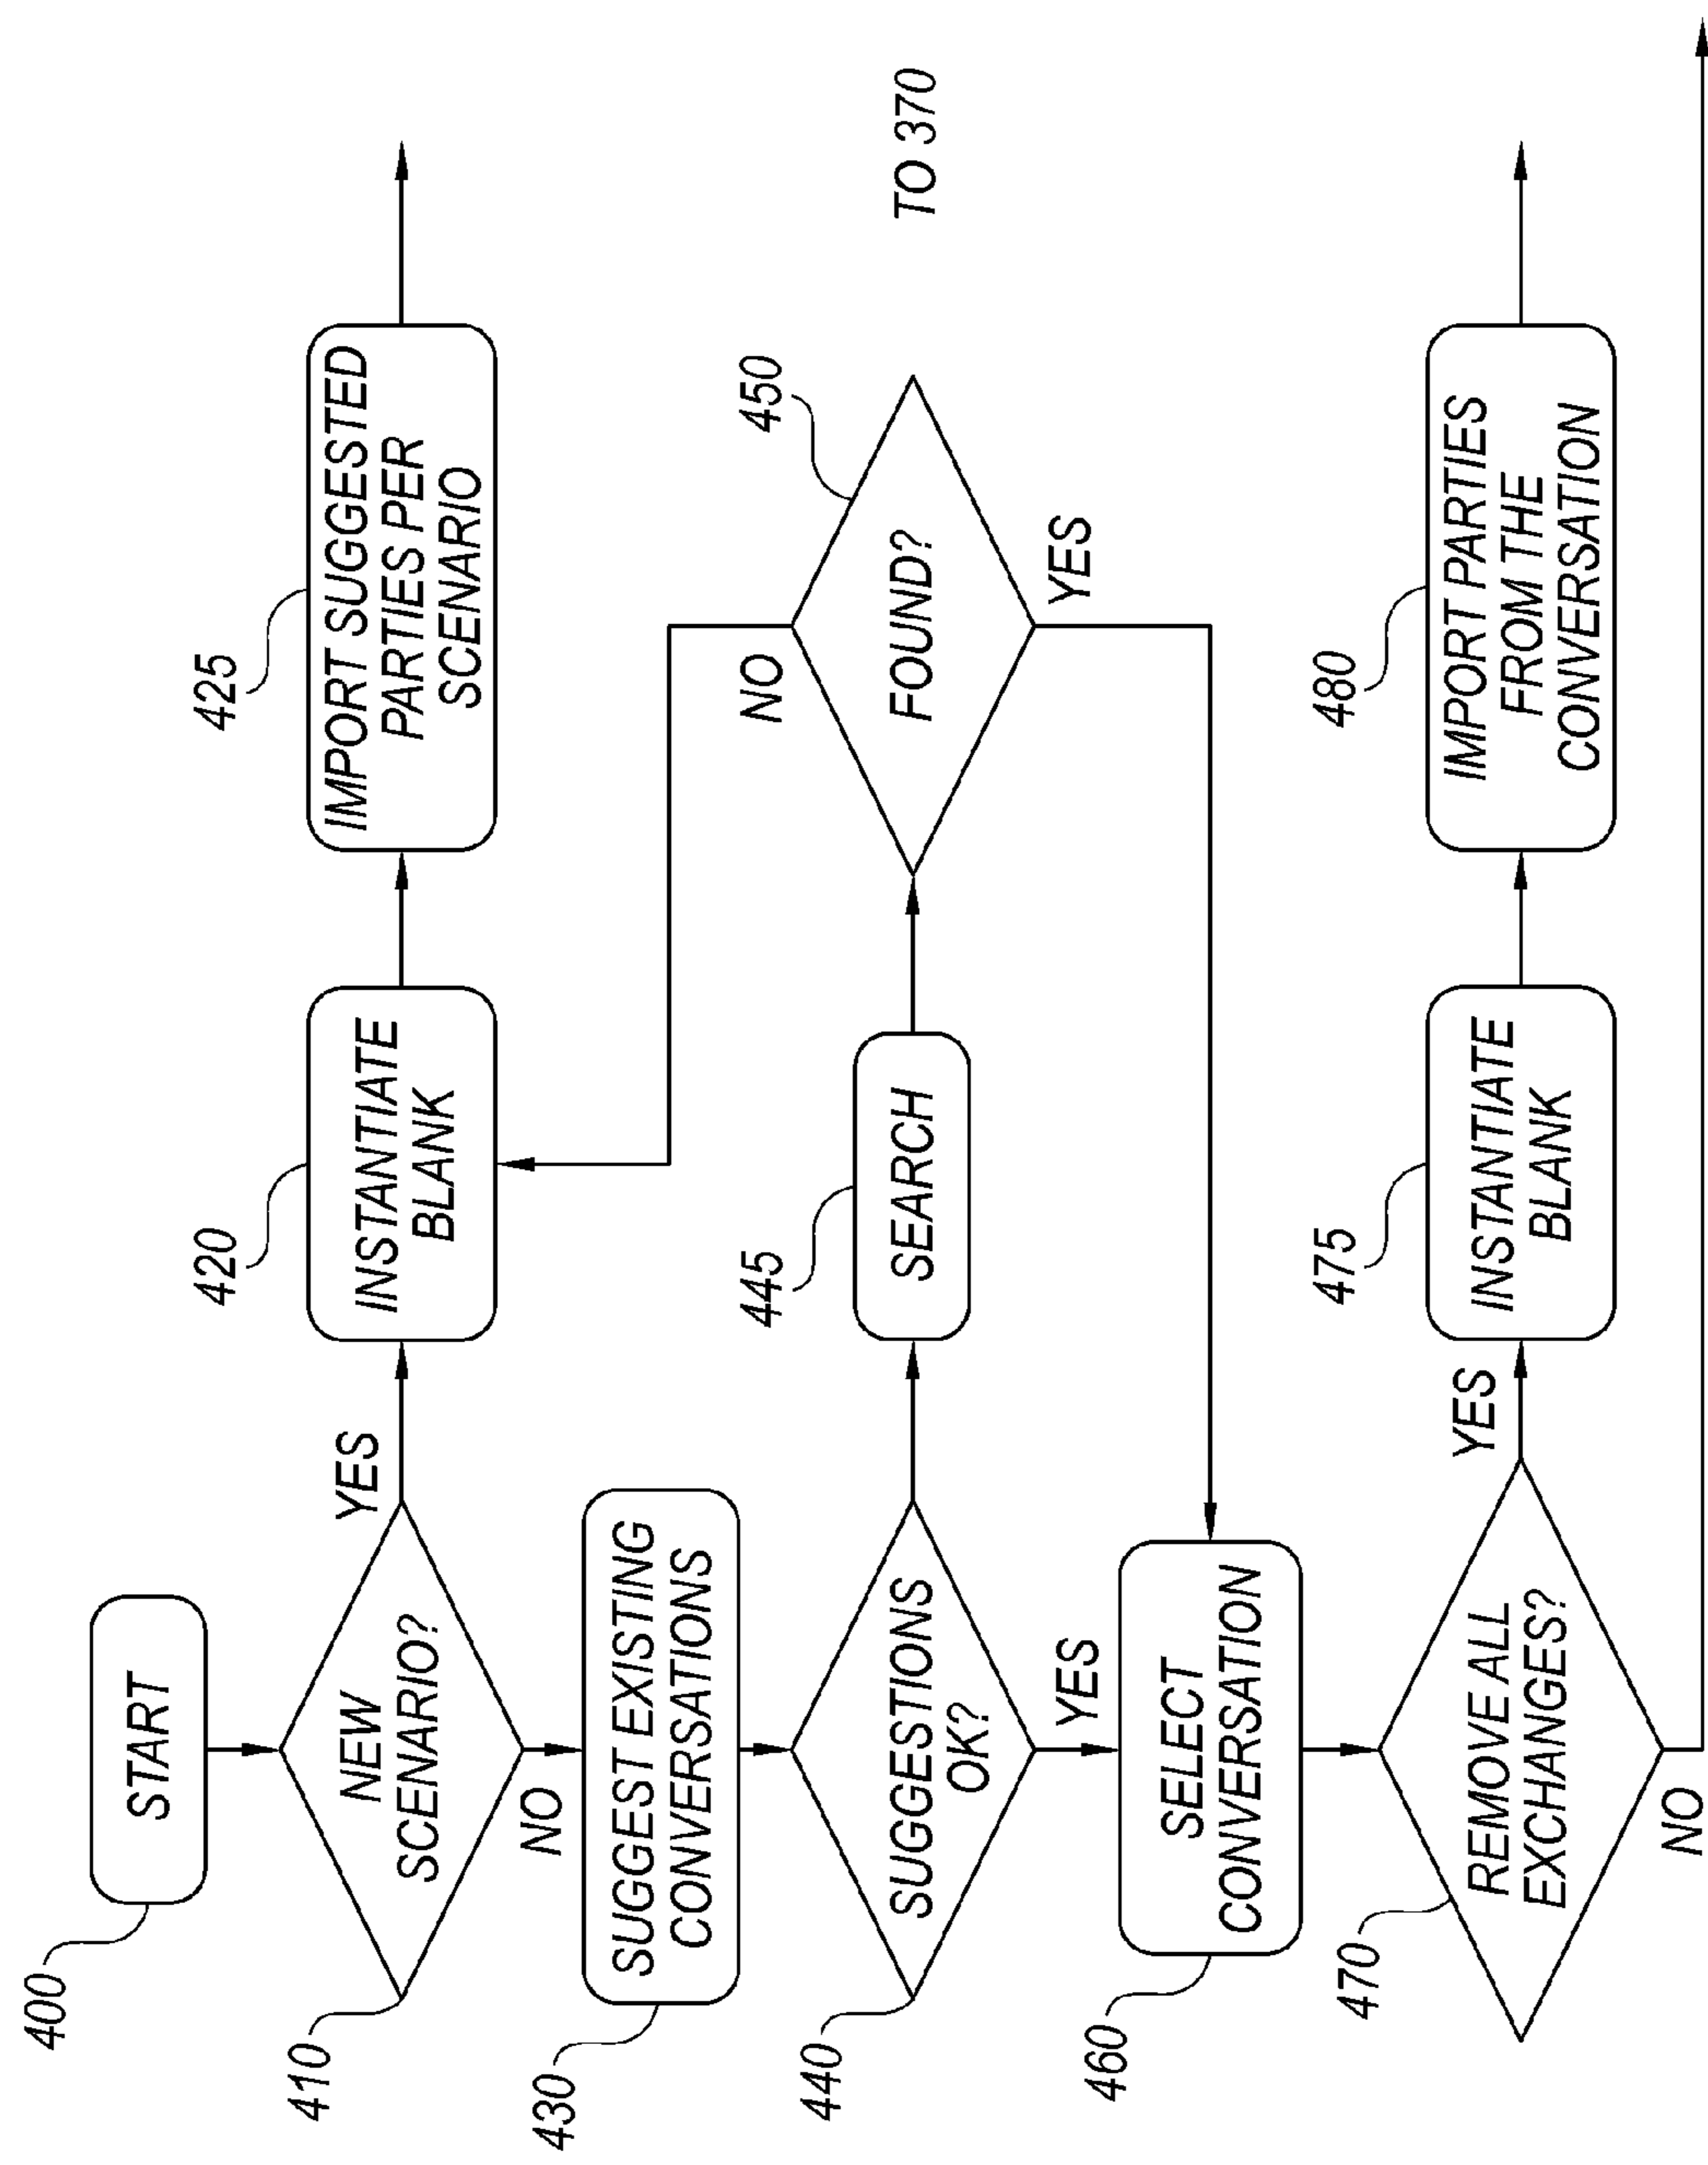 400
START
410
NEW
SCENARIO?
YES
NO
420
INSTANTIATE
BLANK
425
IMPORT SUGGESTED
PARTIES PER
SCENARIO
430
SUGGEST EXISTING
CONVERSATIONS
440
SUGGESTIONS
OK?
YES
445
SEARCH
450
FOUND?
NO
YES
TO 370
460
SELECT
CONVERSATION
470
REMOVE ALL
EXCHANGES?
YES
NO
475
INSTANTIATE
BLANK
480
IMPORT PARTIES
FROM THE
CONVERSATION